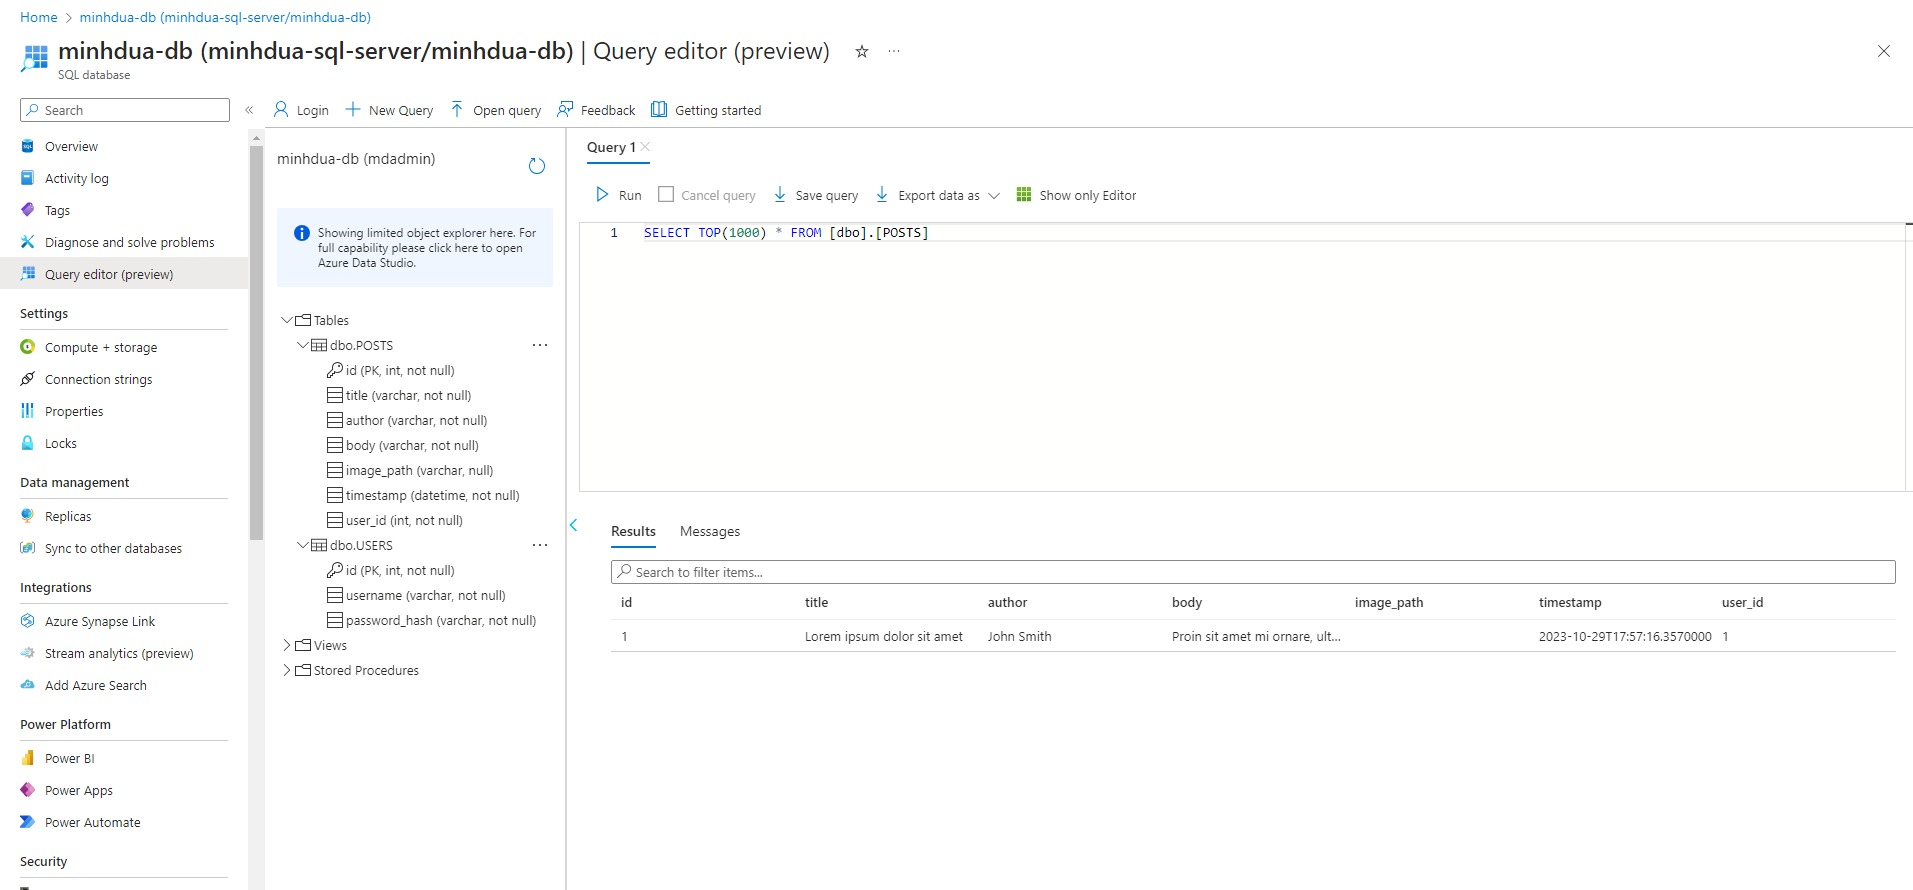 Home > minhdua-db (minhdua-sql-server/minhdua-db)
minhdua-db (minhdua-sql-server/minhdua-db) | Query editor (preview)
SQL database
Search
Overview
Activity log
Tags
Diagnose and solve problems
Query editor (preview)
Settings
Compute + storage
Connection strings
Properties
Locks
Data management
Replicas
Sync to other databases
Integrations
Azure Synapse Link
Stream analytics (preview)
Add Azure Search
Power Platform
Power BI
Power Apps
Power Automate
Security
Login New Query Open query Feedback Getting started
minhdua-db (mdadmin)
Showing limited object explorer here. For
full capability please click here to open
Azure Data Studio.
Tables
dbo.POSTS
id (PK, int, not null)
title (varchar, not null)
author (varchar, not null)
body (varchar, not null)
image_path (varchar, null)
timestamp (datetime, not null)
user_id (int, not null)
dbo.USERS
id (PK, int, not null)
username (varchar, not null)
password_hash (varchar, not null)
Views
Stored Procedures
Query 1
Run Cancel query Save query Export data as Show only Editor
1 SELECT TOP(1000) * FROM [dbo].[POSTS]
Results Messages
Search to filter items...
id title author body image_path timestamp user_id
1 Lorem ipsum dolor sit amet John Smith Proin sit amet mi ornare, ult... 2023-10-29T17:57:16.3570000 1